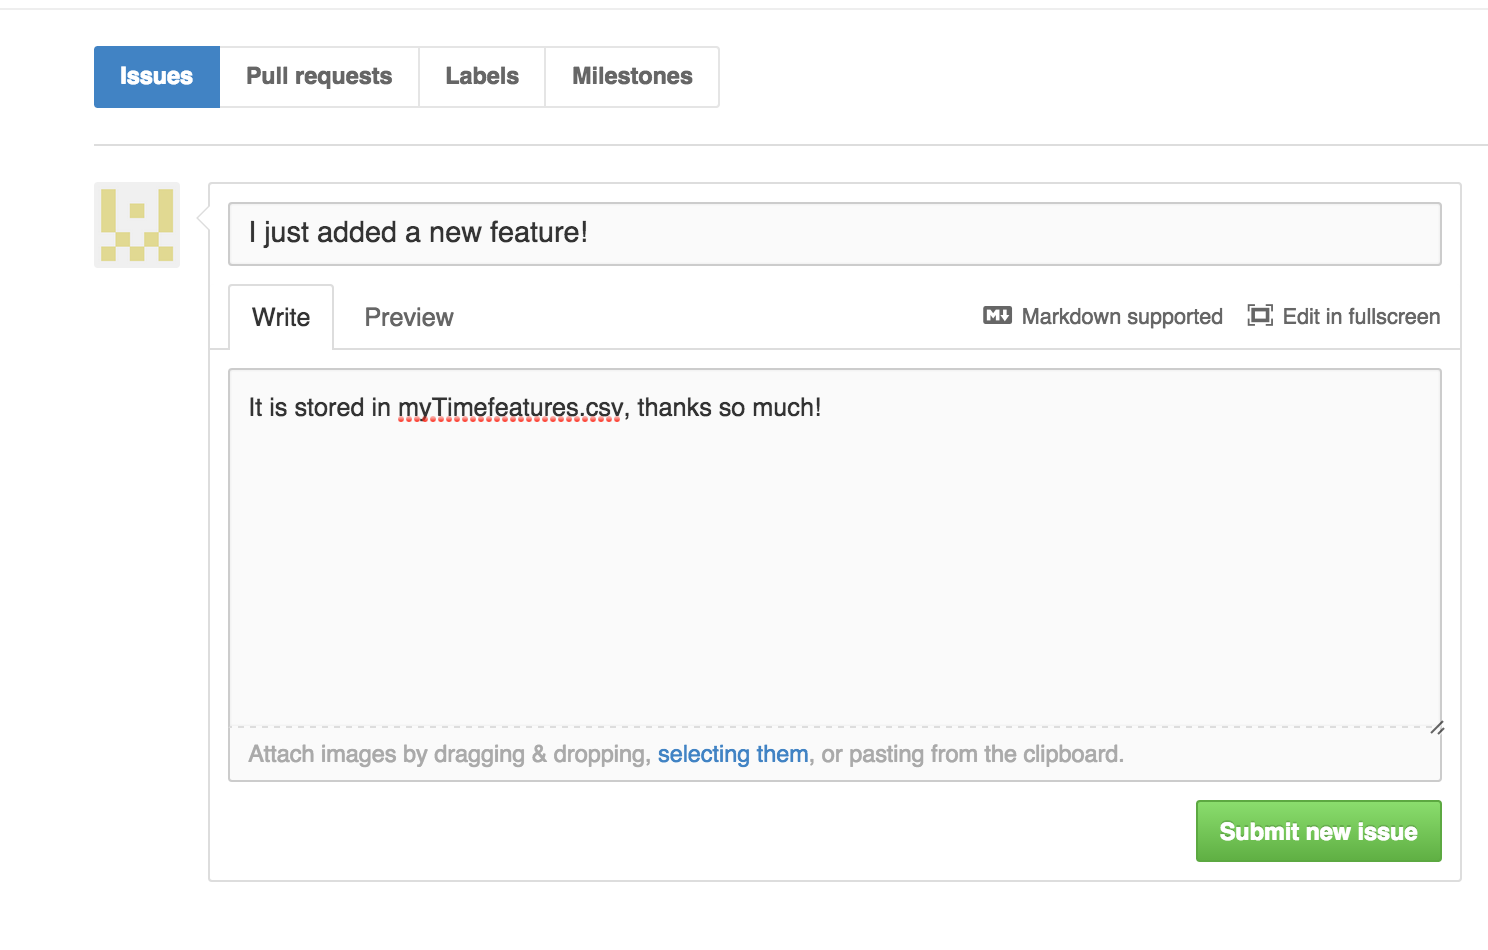 Issues Pull requests Labels Milestones
I just added a new feature!
Write Preview Markdown supported Edit in fullscreen
It is stored in myTimefeatures.csv, thanks so much!
Attach images by dragging & dropping, selecting them, or pasting from the clipboard.
Submit new issue